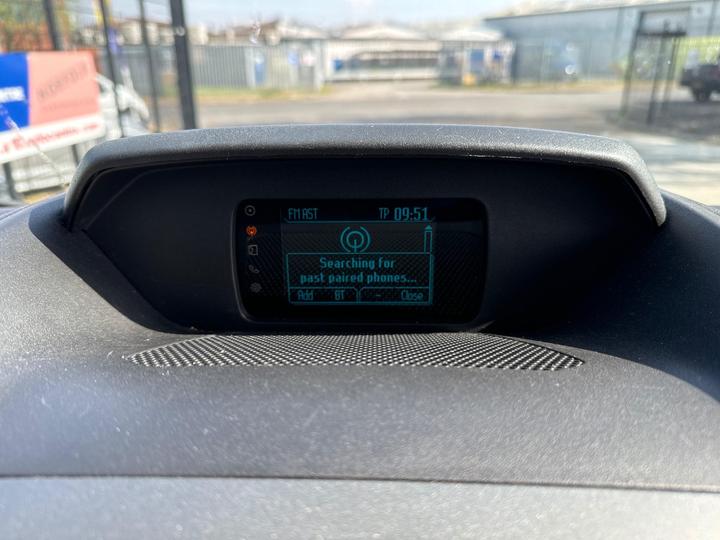 FM AST TP 09:51
Searching for
past paired phones...
Add BT - Close